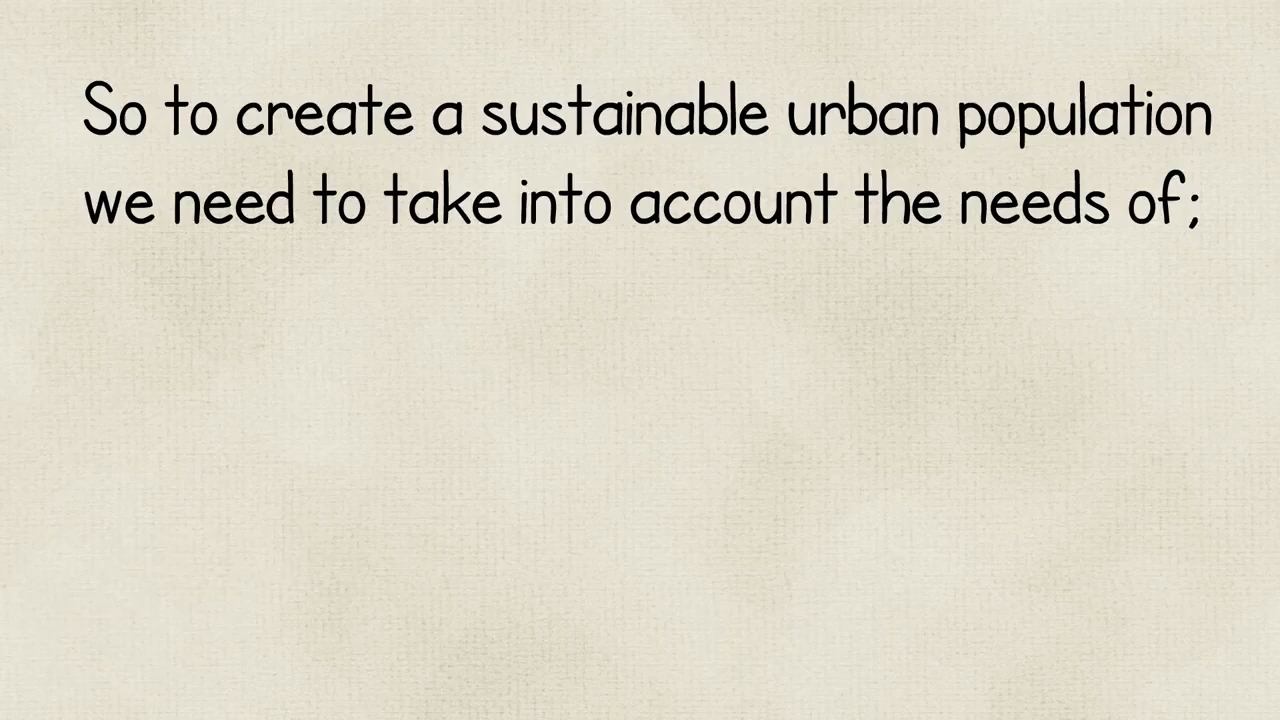 So to create a sustainable urban population
we need to take into account the needs of;